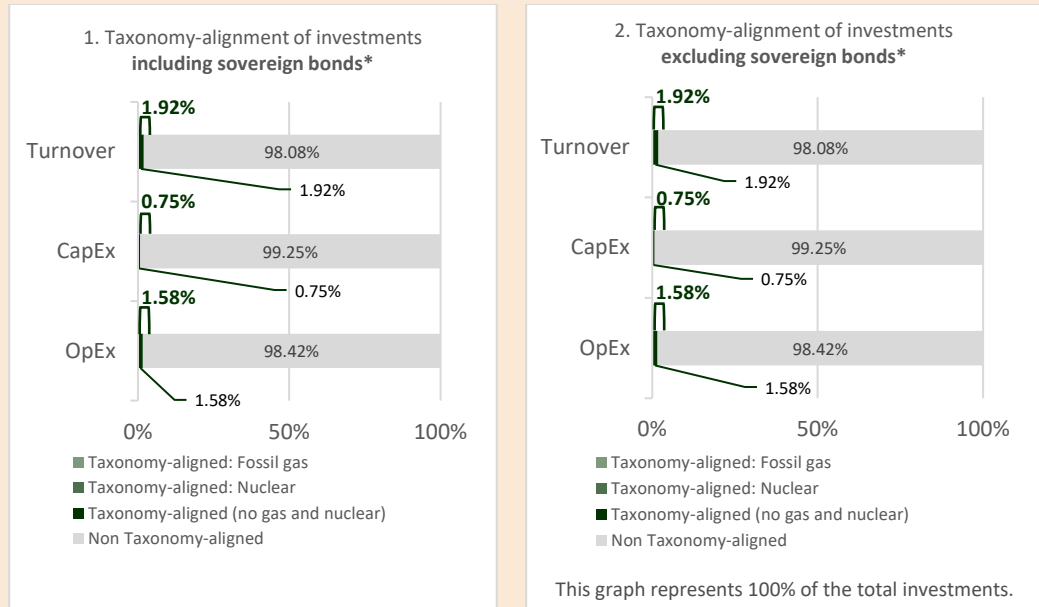 1. Taxonomy-alignment of investments
including sovereign bonds*
1.92%
Turnover
98.08%
1.92%
0.75%
CapEx
99.25%
0.75%
1.58%
OpEx
98.42%
1.58%
0%
50%
100%
Taxonomy-aligned: Fossil gas
Taxonomy-aligned: Nuclear
Taxonomy-aligned (no gas and nuclear)
Non Taxonomy-aligned
2. Taxonomy-alignment of investments
excluding sovereign bonds*
1.92%
Turnover
98.08%
1.92%
0.75%
CapEx
99.25%
0.75%
1.58%
OpEx
98.42%
1.58%
0%
50%
100%
Taxonomy-aligned: Fossil gas
Taxonomy-aligned: Nuclear
Taxonomy-aligned (no gas and nuclear)
Non Taxonomy-aligned
This graph represents 100% of the total investments.